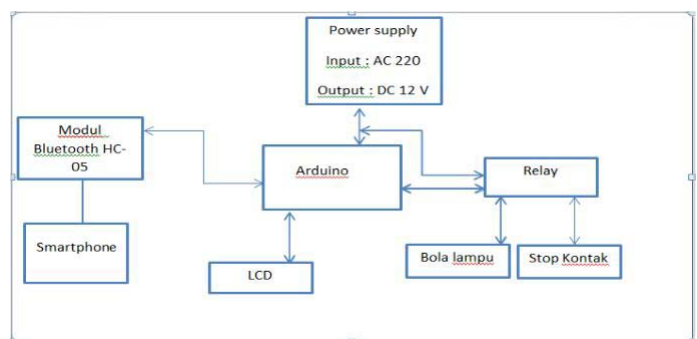 Power supply
Input : AC 220
Output : DC 12 V
Modul
Bluetooth HC-
05
Arduino
Relay
Smartphone
LCD
Bola lampu
Stop Kontak